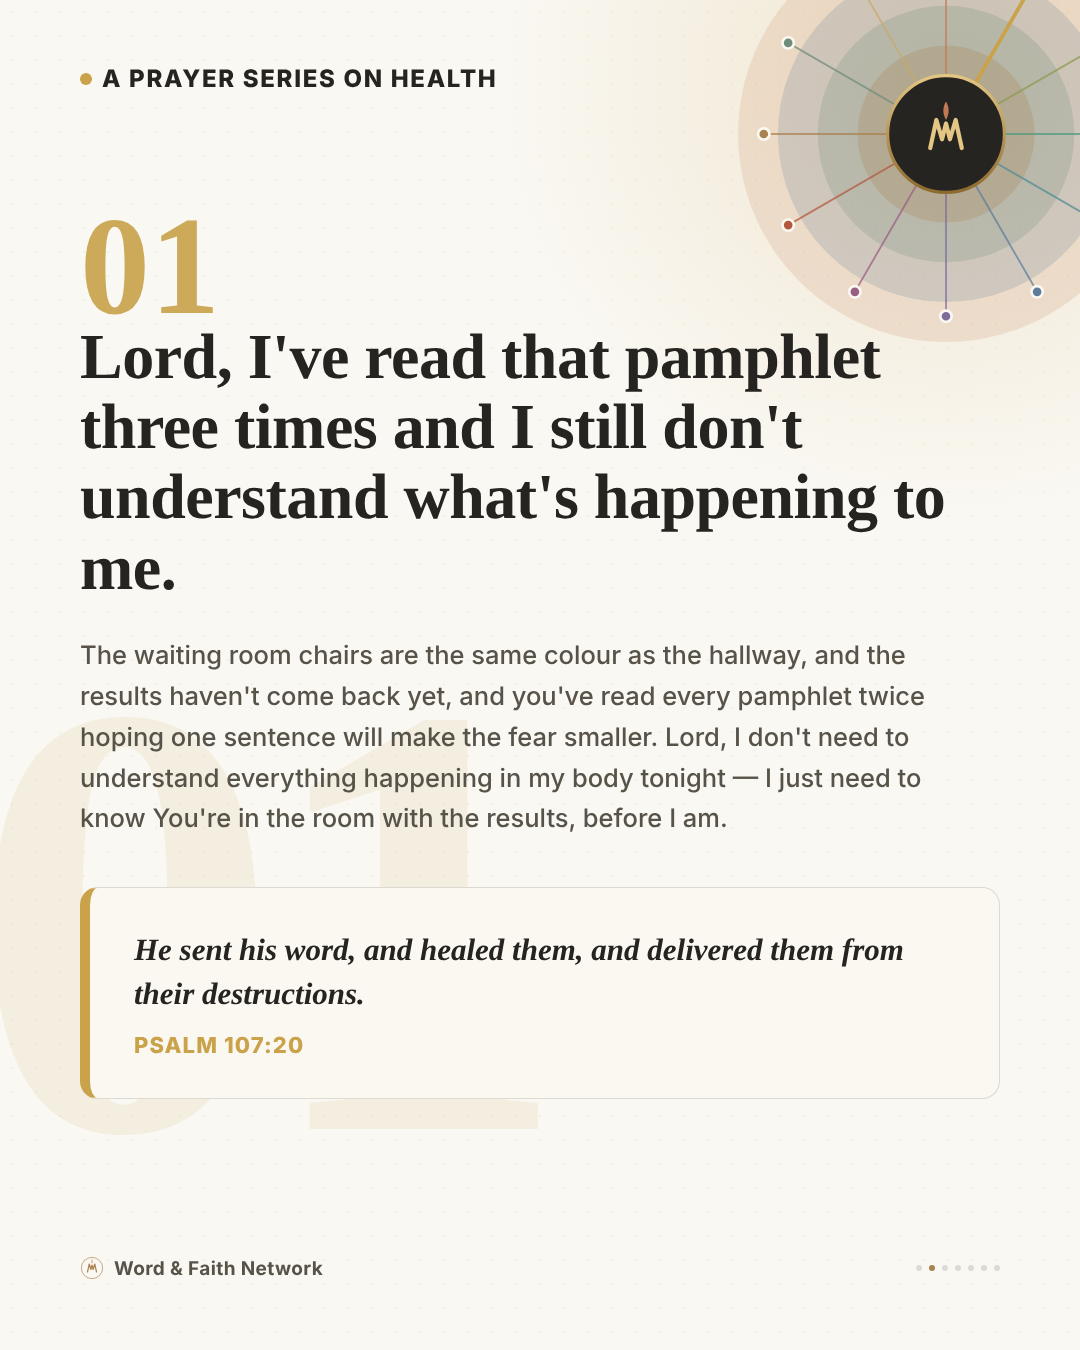 A PRAYER SERIES ON HEALTH
01
Lord, I've read that pamphlet
three times and I still don't
understand what's happening to
me.
The waiting room chairs are the same colour as the hallway, and the
results haven't come back yet, and you've read every pamphlet twice
hoping one sentence will make the fear smaller. Lord, I don't need to
understand everything happening in my body tonight — I just need to
know You're in the room with the results, before I am.
01
He sent his word, and healed them, and delivered them from
their destructions.
PSALM 107:20
Word & Faith Network